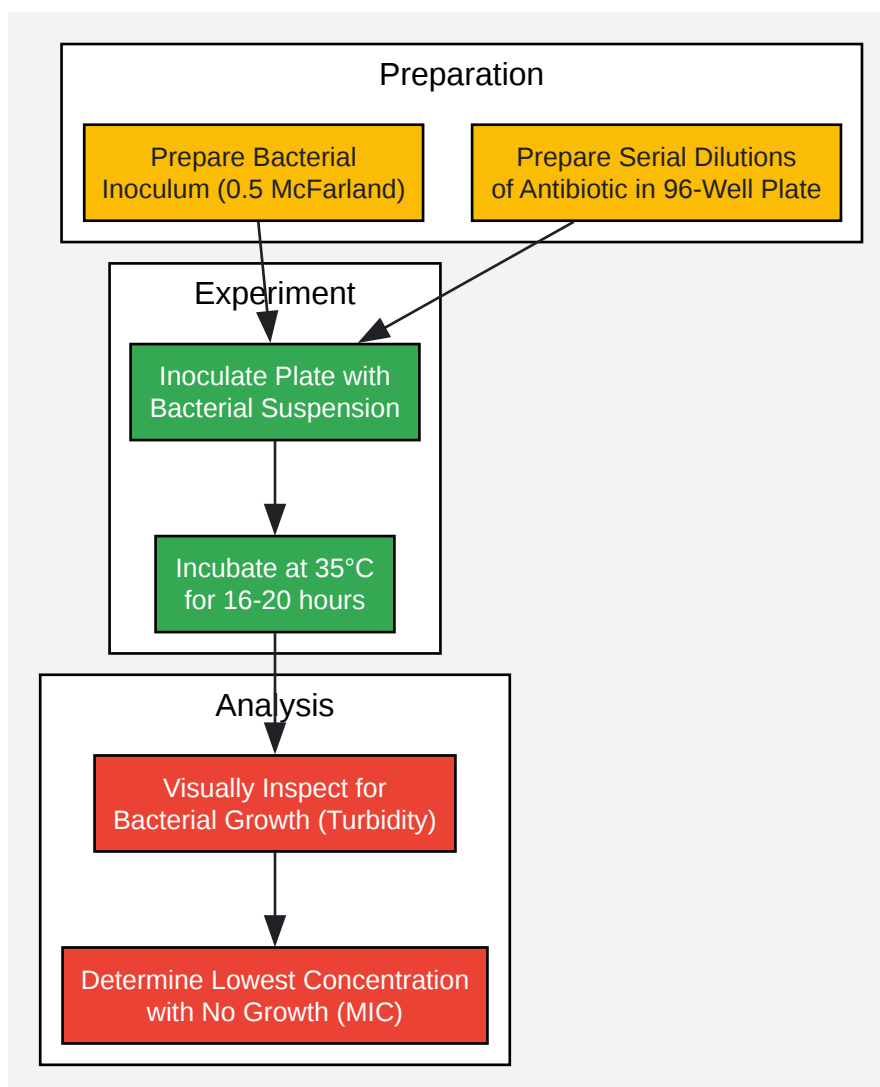 Preparation
Prepare Bacterial
Inoculum (0.5 McFarland)
Prepare Serial Dilutions
of Antibiotic in 96-Well Plate
Experiment
Inoculate Plate with
Bacterial Suspension
Incubate at 35°C
for 16-20 hours
Analysis
Visually Inspect for
Bacterial Growth (Turbidity)
Determine Lowest Concentration
with No Growth (MIC)